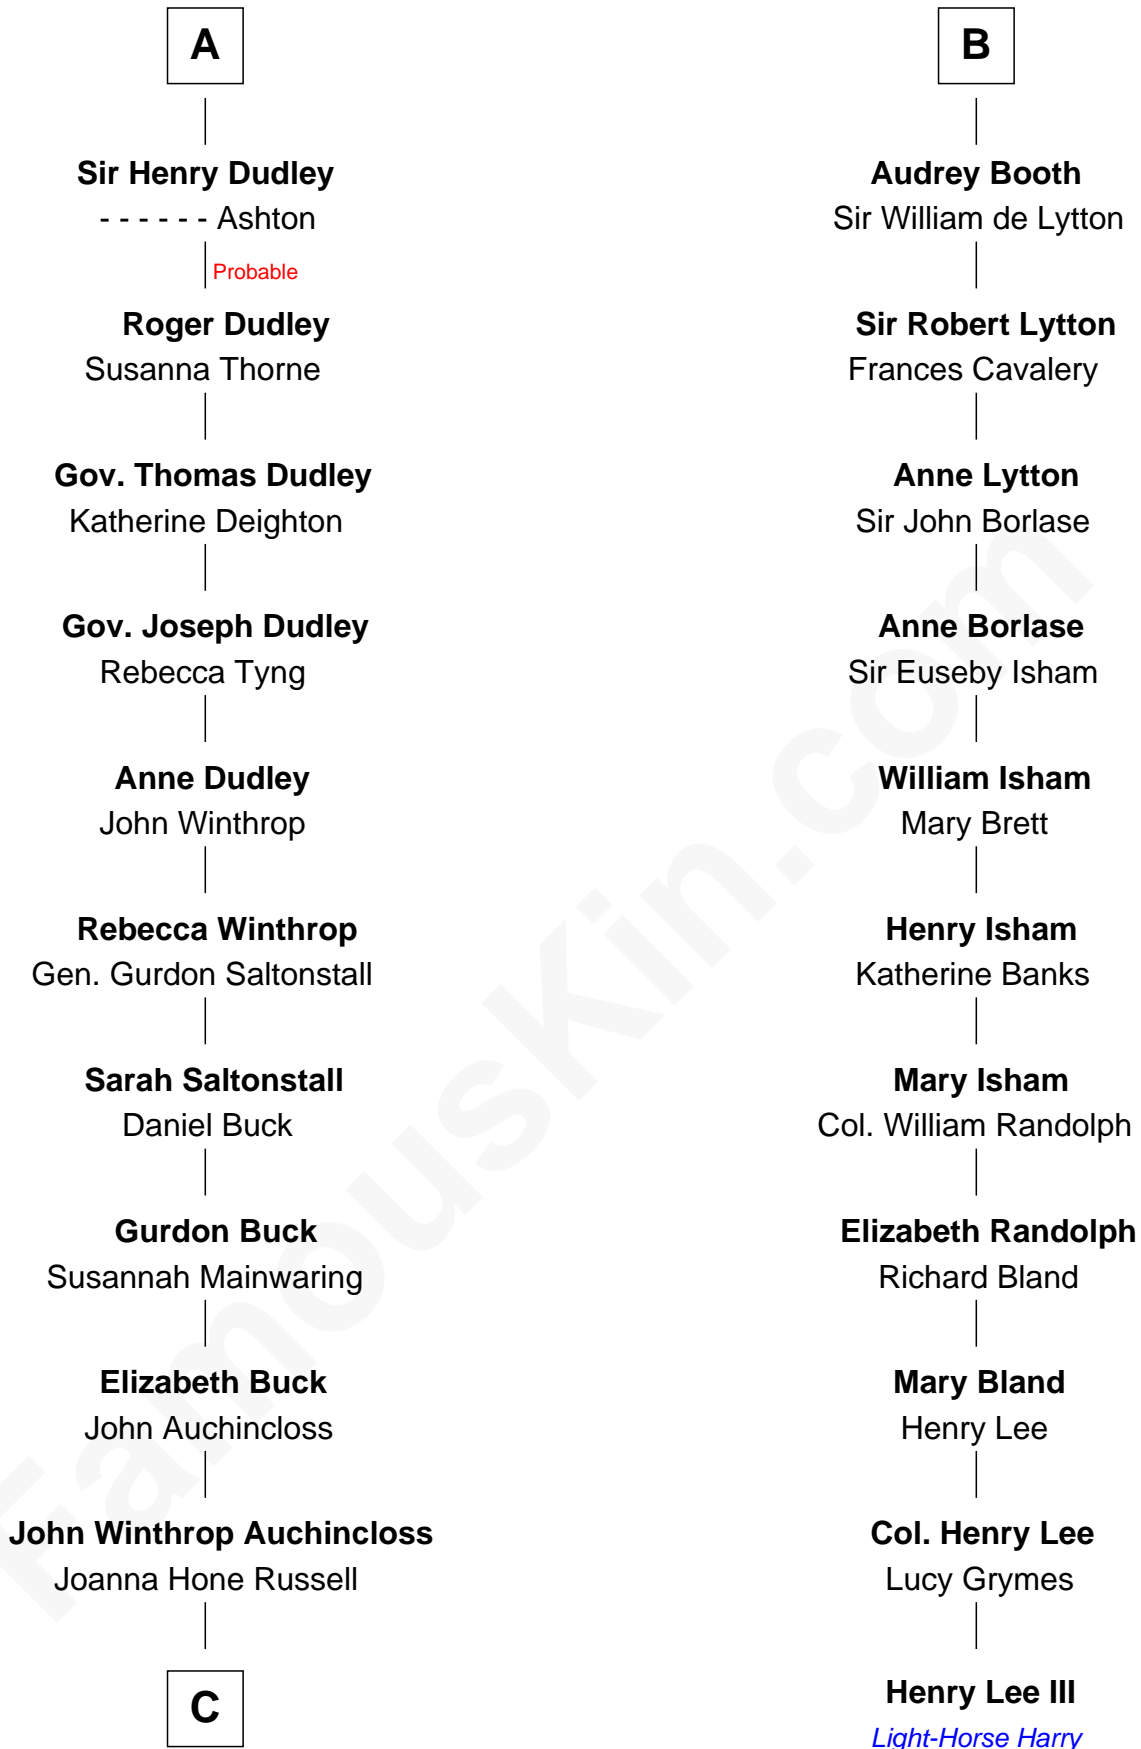 A
Sir Henry Dudley
- - - - - - Ashton
Probable
Roger Dudley
Susanna Thorne
Gov. Thomas Dudley
Katherine Deighton
Gov. Joseph Dudley
Rebecca Tyng
Anne Dudley
John Winthrop
Rebecca Winthrop
Gen. Gurdon Saltonstall
Sarah Saltonstall
Daniel Buck
Gurdon Buck
Susannah Mainwaring
Elizabeth Buck
John Auchincloss
John Winthrop Auchincloss
Joanna Hone Russell
C
B
Audrey Booth
Sir William de Lytton
Sir Robert Lytton
Frances Cavalery
Anne Lytton
Sir John Borlase
Anne Borlase
Sir Euseby Isham
William Isham
Mary Brett
Henry Isham
Katherine Banks
Mary Isham
Col. William Randolph
Elizabeth Randolph
Richard Bland
Mary Bland
Henry Lee
Col. Henry Lee
Lucy Grymes
Henry Lee III
Light-Horse Harry
FamousKin.com